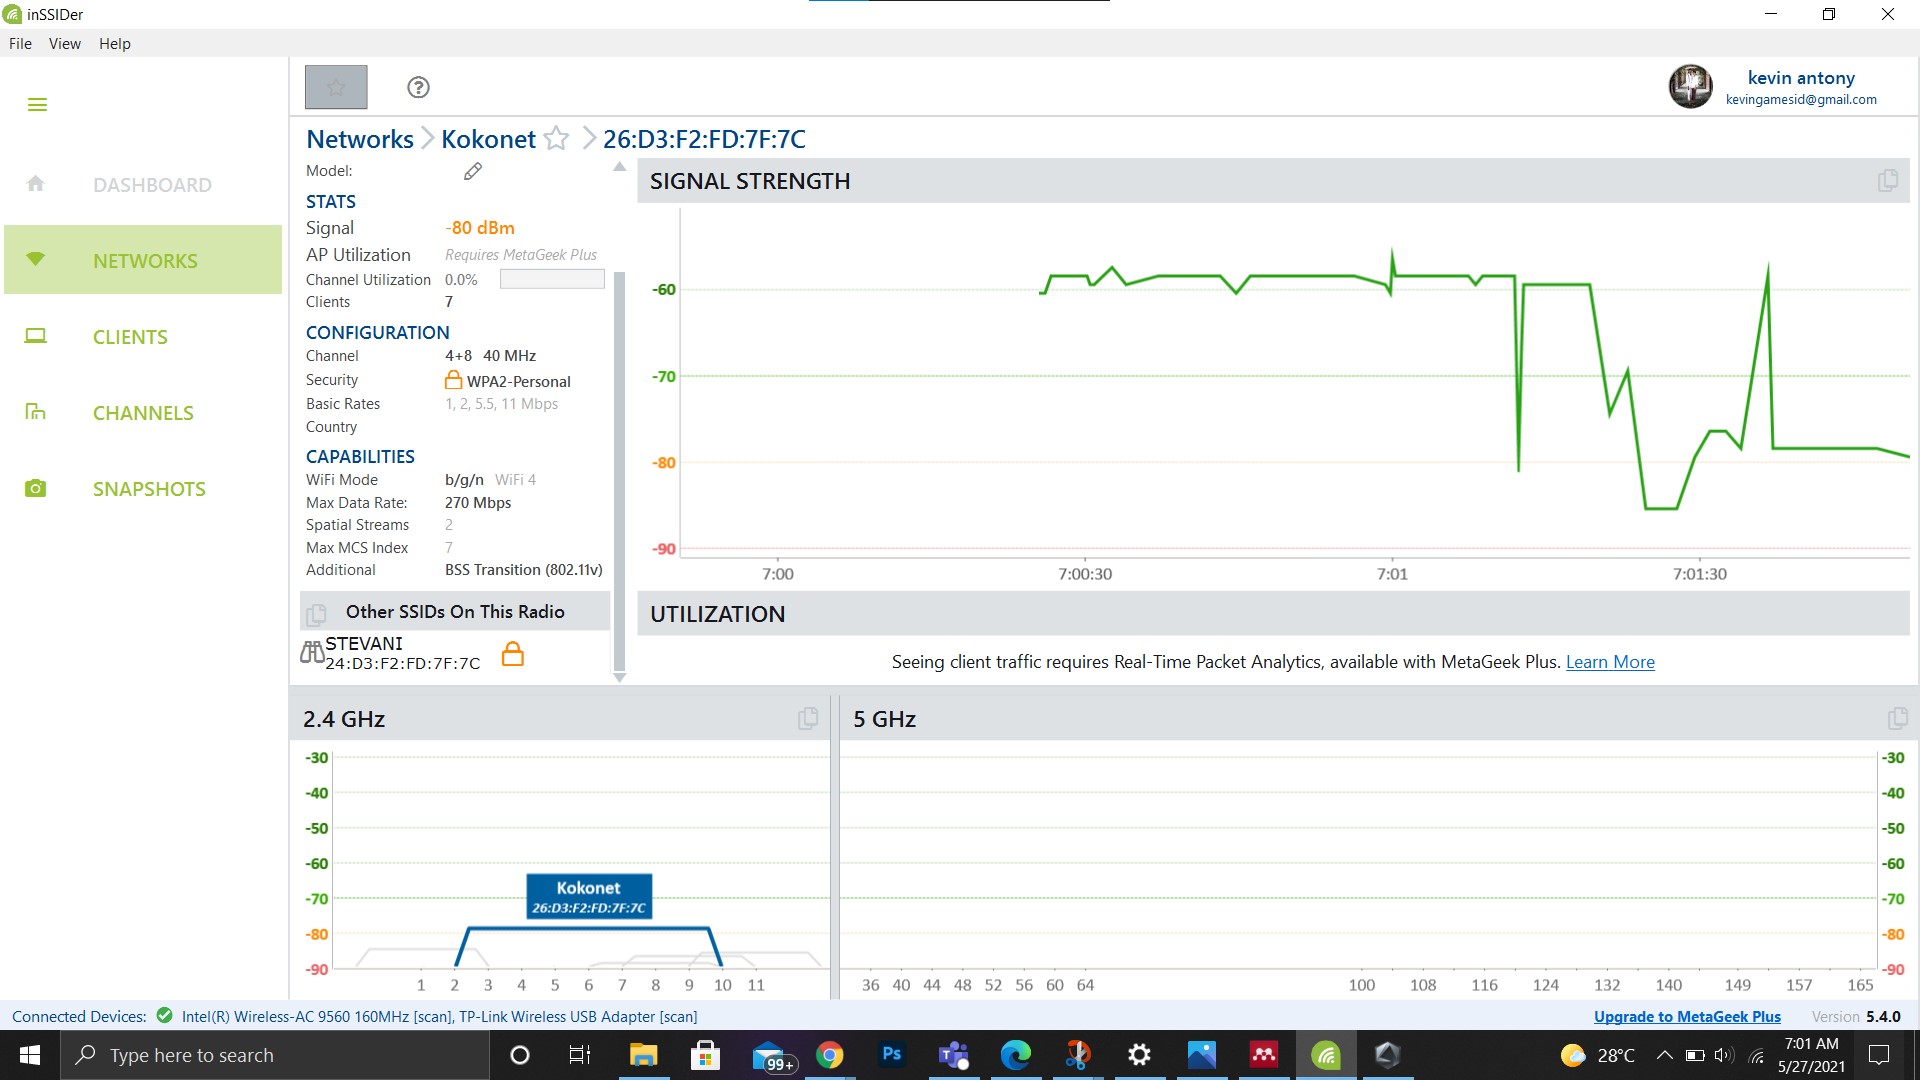 inSSIDer
File View Help
kevin antony
kevingamesid@gmail.com
DASHBOARD
NETWORKS
CLIENTS
CHANNELS
SNAPSHOTS
Networks Kokonet 26:D3:F2:FD:7F:7C
Model:
STATS
Signal -80 dBm
AP Utilization Requires MetaGeek Plus
Channel Utilization 0.0%
Clients 7
CONFIGURATION
Channel 4+8 40 MHz
Security WPA2-Personal
Basic Rates 1, 2, 5.5, 11 Mbps
Country
CAPABILITIES
WiFi Mode b/g/n WiFi 4
Max Data Rate: 270 Mbps
Spatial Streams 2
Max MCS Index 7
Additional BSS Transition (802.11v)
Other SSIDs On This Radio
STEVANI
24:D3:F2:FD:7F:7C
SIGNAL STRENGTH
-60
-70
-80
-90
7:00 7:00:30 7:01 7:01:30
UTILIZATION
Seeing client traffic requires Real-Time Packet Analytics, available with MetaGeek Plus. Learn More
2.4 GHz
-30
-40
-50
-60
-70
-80
-90
Kokonet
26:D3:F2:FD:7F:7C
1 2 3 4 5 6 7 8 9 10 11
5 GHz
-30
-40
-50
-60
-70
-80
-90
36 40 44 48 52 56 60 64 100 108 116 124 132 140 149 157 165
Connected Devices: Intel(R) Wireless-AC 9560 160MHz [scan], TP-Link Wireless USB Adapter [scan]
Upgrade to MetaGeek Plus Version 5.4.0
Type here to search
99+
Ps
28°C
7:01 AM
5/27/2021